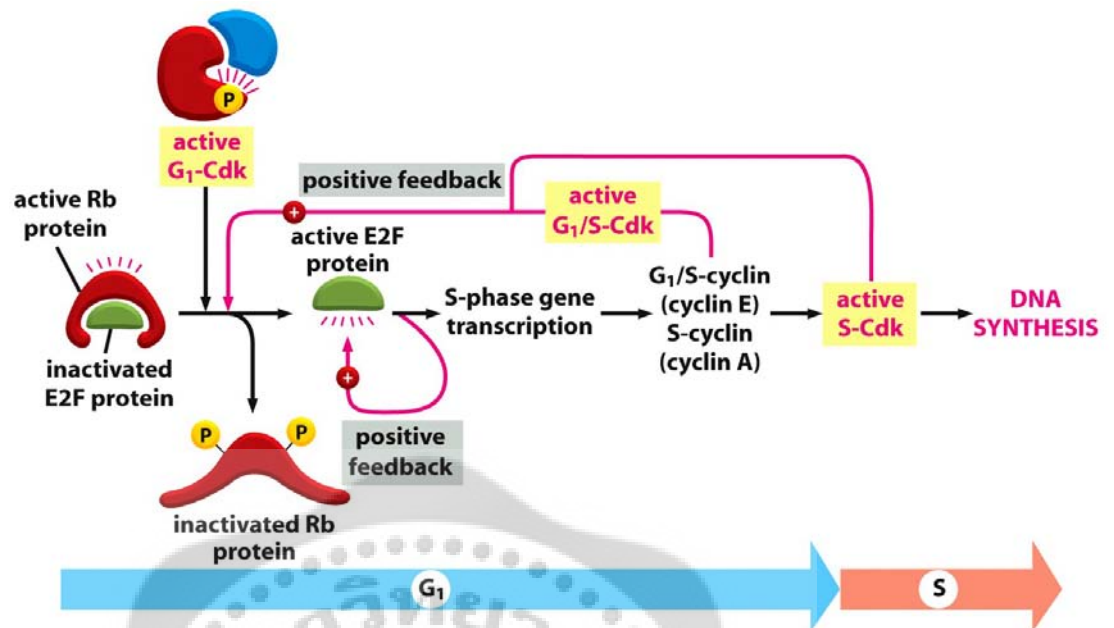 P
active
G₁-Cdk
positive feedback
active
G₁/S-Cdk
active Rb
protein
active E2F
protein
+
G₁/S-cyclin
(cyclin E)
S-cyclin
(cyclin A)
S-phase gene
transcription
active
S-Cdk
DNA
SYNTHESIS
inactivated
E2F protein
+
P
P
positive
feedback
inactivated Rb
protein
G₁
S